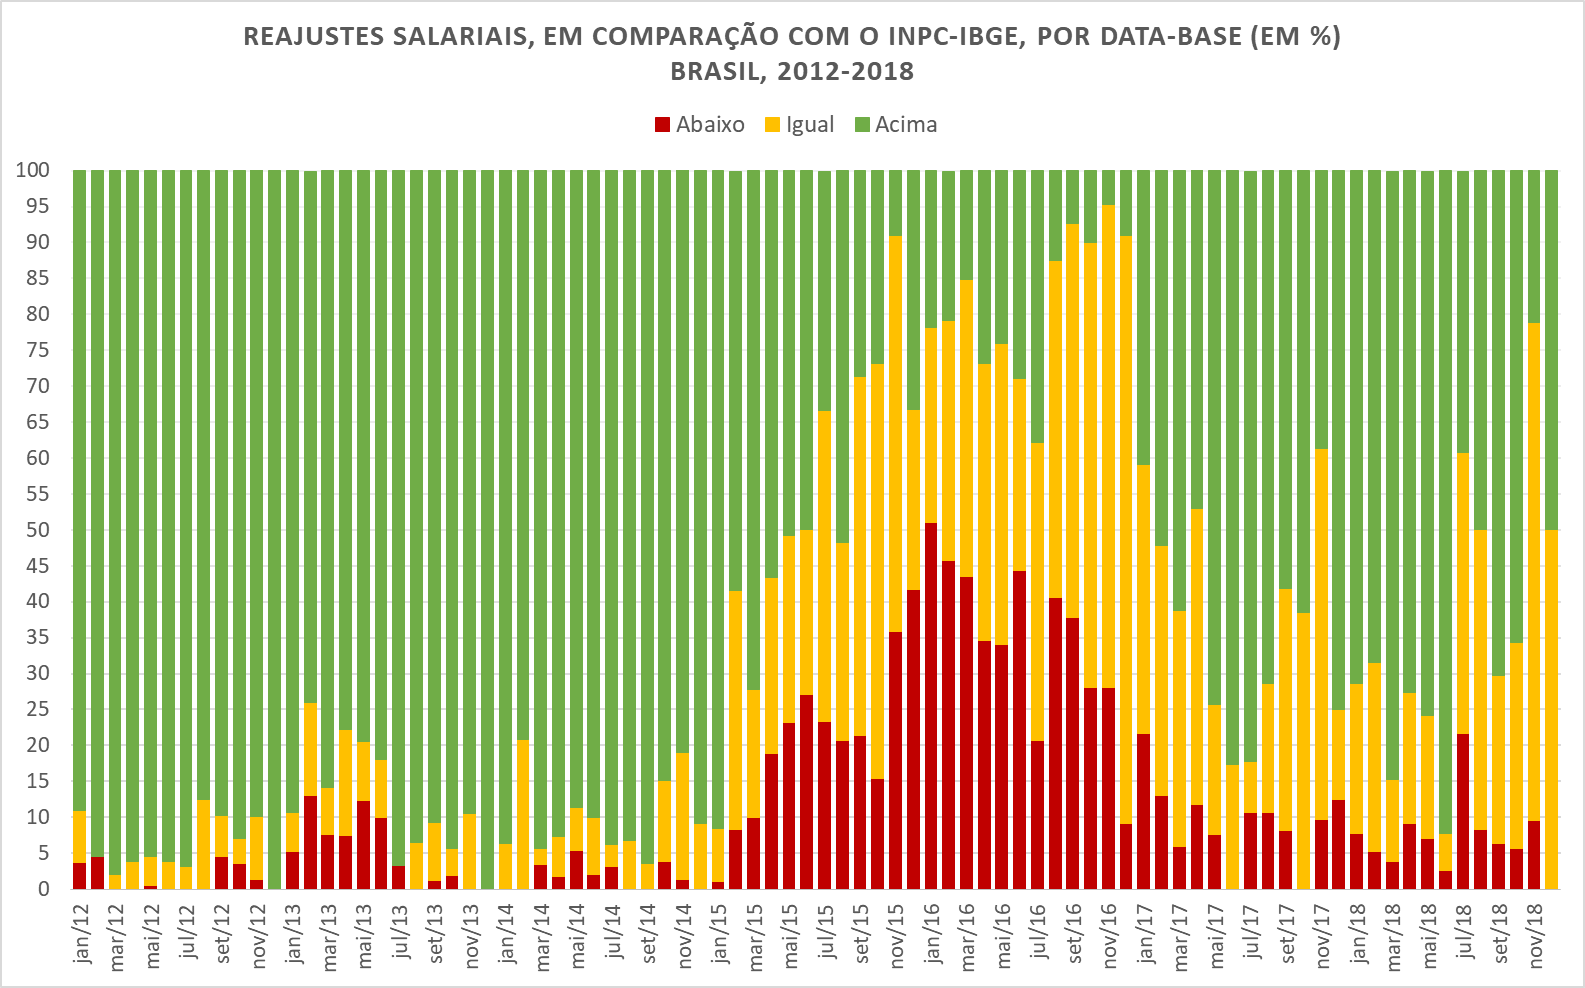 REAJUSTES SALARIAIS, EM COMPARAÇÃO COM O INPC-IBGE, POR DATA-BASE (EM %)
BRASIL, 2012-2018
Abaixo Igual Acima
100
95
90
85
80
75
70
65
60
55
50
45
40
35
30
25
20
15
10
5
0
jan/12
mar/12
mai/12
jul/12
set/12
nov/12
jan/13
mar/13
mai/13
jul/13
set/13
nov/13
jan/14
mar/14
mai/14
jul/14
set/14
nov/14
jan/15
mar/15
mai/15
jul/15
set/15
nov/15
jan/16
mar/16
mai/16
jul/16
set/16
nov/16
jan/17
mar/17
mai/17
jul/17
set/17
nov/17
jan/18
mar/18
mai/18
jul/18
set/18
nov/18